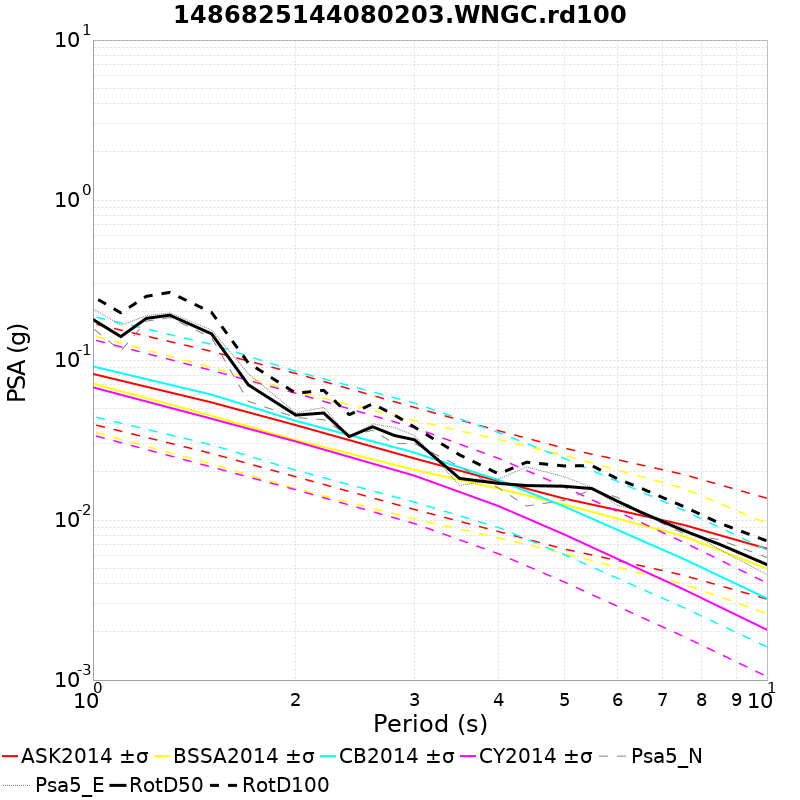 1486825144080203.WNGC.rd100
10^1
10^0
10^-1
10^-2
10^-3
PSA (g)
10^0 2 3 4 5 6 7 8 9 10^1
Period (s)
ASK2014 ±σ BSSA2014 ±σ CB2014 ±σ CY2014 ±σ Psa5_N
Psa5_E RotD50 RotD100